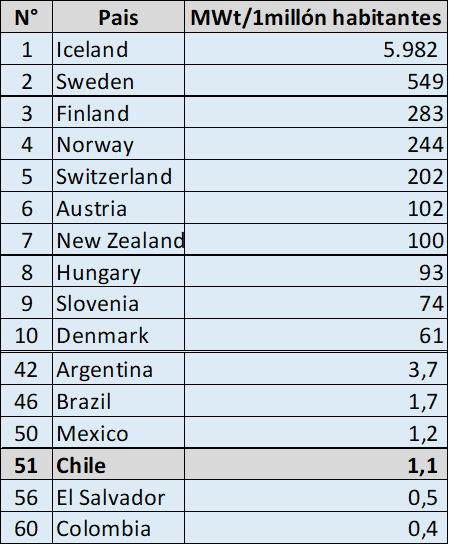 N° Pais MWt/1millón habitantes
1 Iceland 5.982
2 Sweden 549
3 Finland 283
4 Norway 244
5 Switzerland 202
6 Austria 102
7 New Zealand 100
8 Hungary 93
9 Slovenia 74
10 Denmark 61
42 Argentina 3,7
46 Brazil 1,7
50 Mexico 1,2
51 Chile 1,1
56 El Salvador 0,5
60 Colombia 0,4